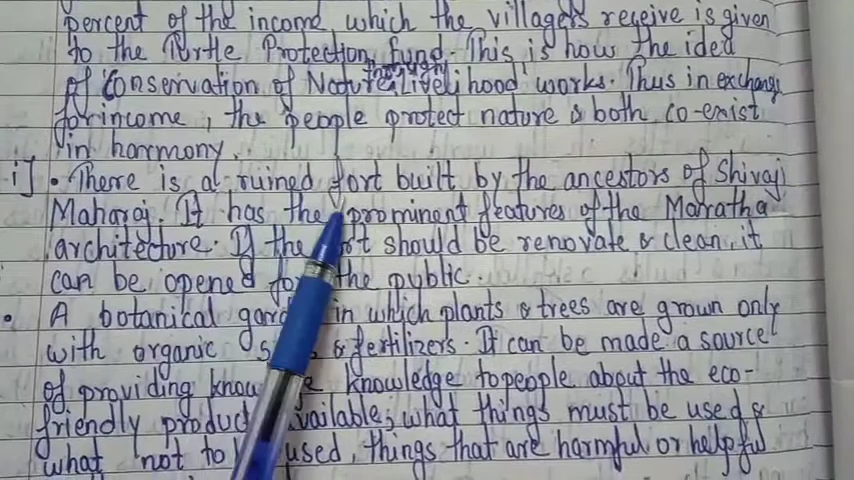 percent of the income which the villagers receive is given
to the Turtle Protection fund. This is how the idea
of conservation of Nature through Livelihood' works. Thus in exchange
for income, the people protect nature & both co-exist
in harmony.
i] • There is a ruined fort built by the ancestors of Shivaji
Maharaj. It has the prominant features of the Maratha
architecture. If the fort should be renovate & clean, it
can be opened for the public.
• A botanical in which plants & trees are grown only
with organic & fertilizers. It can be made a source
of providing knowledge to people about the eco-
friendly available; what things must be used &
what not to used, things that are harmful or helpful